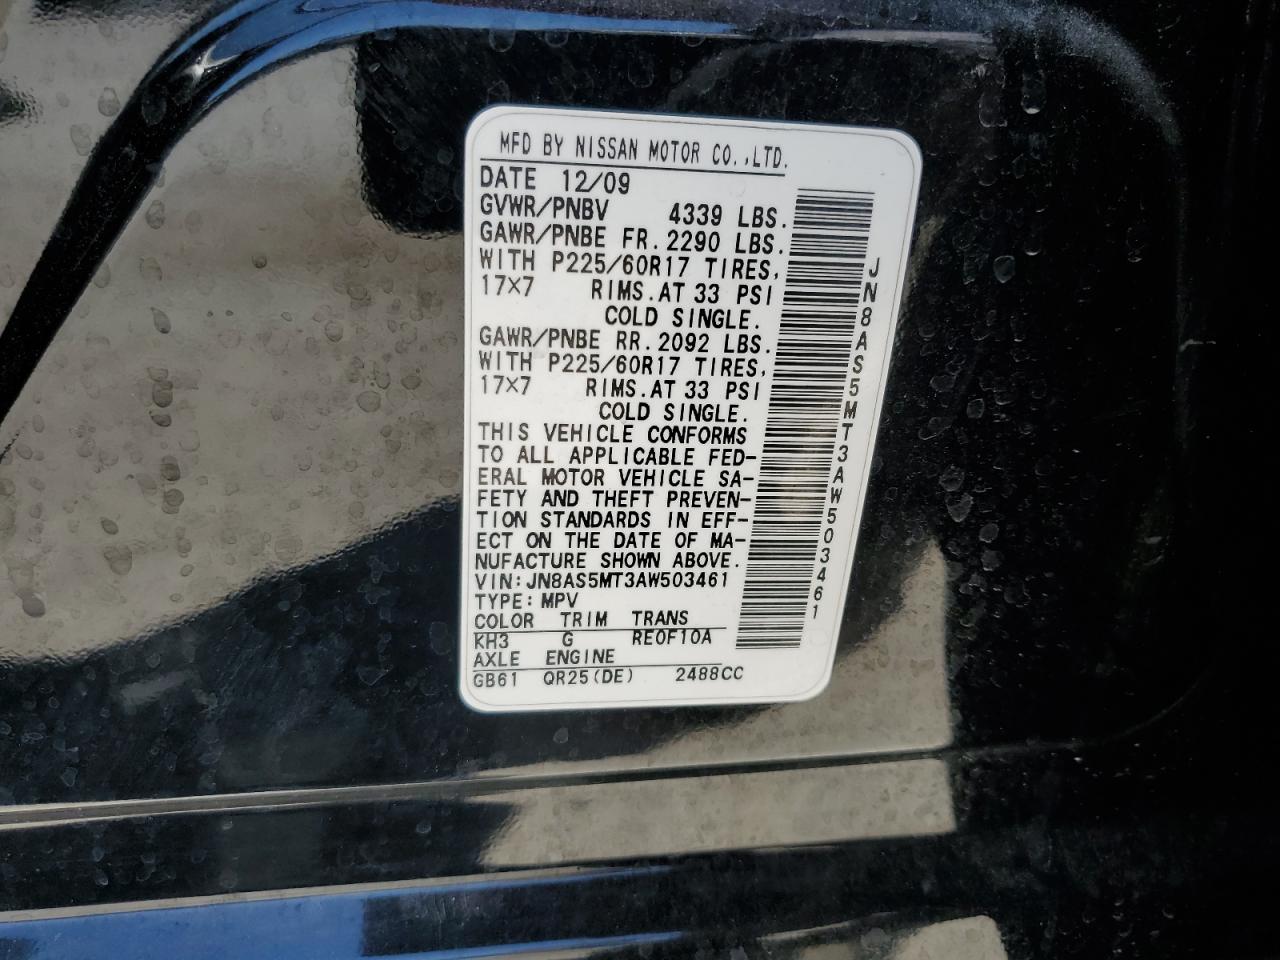 MFD BY NISSAN MOTOR CO.,LTD.
DATE 12/09
GVWR/PNBV 4339 LBS.
GAWR/PNBE FR. 2290 LBS.
WITH P225/60R17 TIRES,
17×7 RIMS.AT 33 PSI
COLD SINGLE.
GAWR/PNBE RR. 2092 LBS.
WITH P225/60R17 TIRES.
17×7 RIMS.AT 33 PSI
COLD SINGLE.
THIS VEHICLE CONFORMS
TO ALL APPLICABLE FED-
ERAL MOTOR VEHICLE SA-
FETY AND THEFT PREVEN-
TION STANDARDS IN EFF-
ECT ON THE DATE OF MA-
NUFACTURE SHOWN ABOVE.
VIN:JN8AS5MT3AW503461
TYPE:MPV
COLOR TRIM TRANS
KH3 G RE0F10A
AXLE ENGINE
GB61 QR25(DE) 2488CC
JN8AS5MT3AW503461